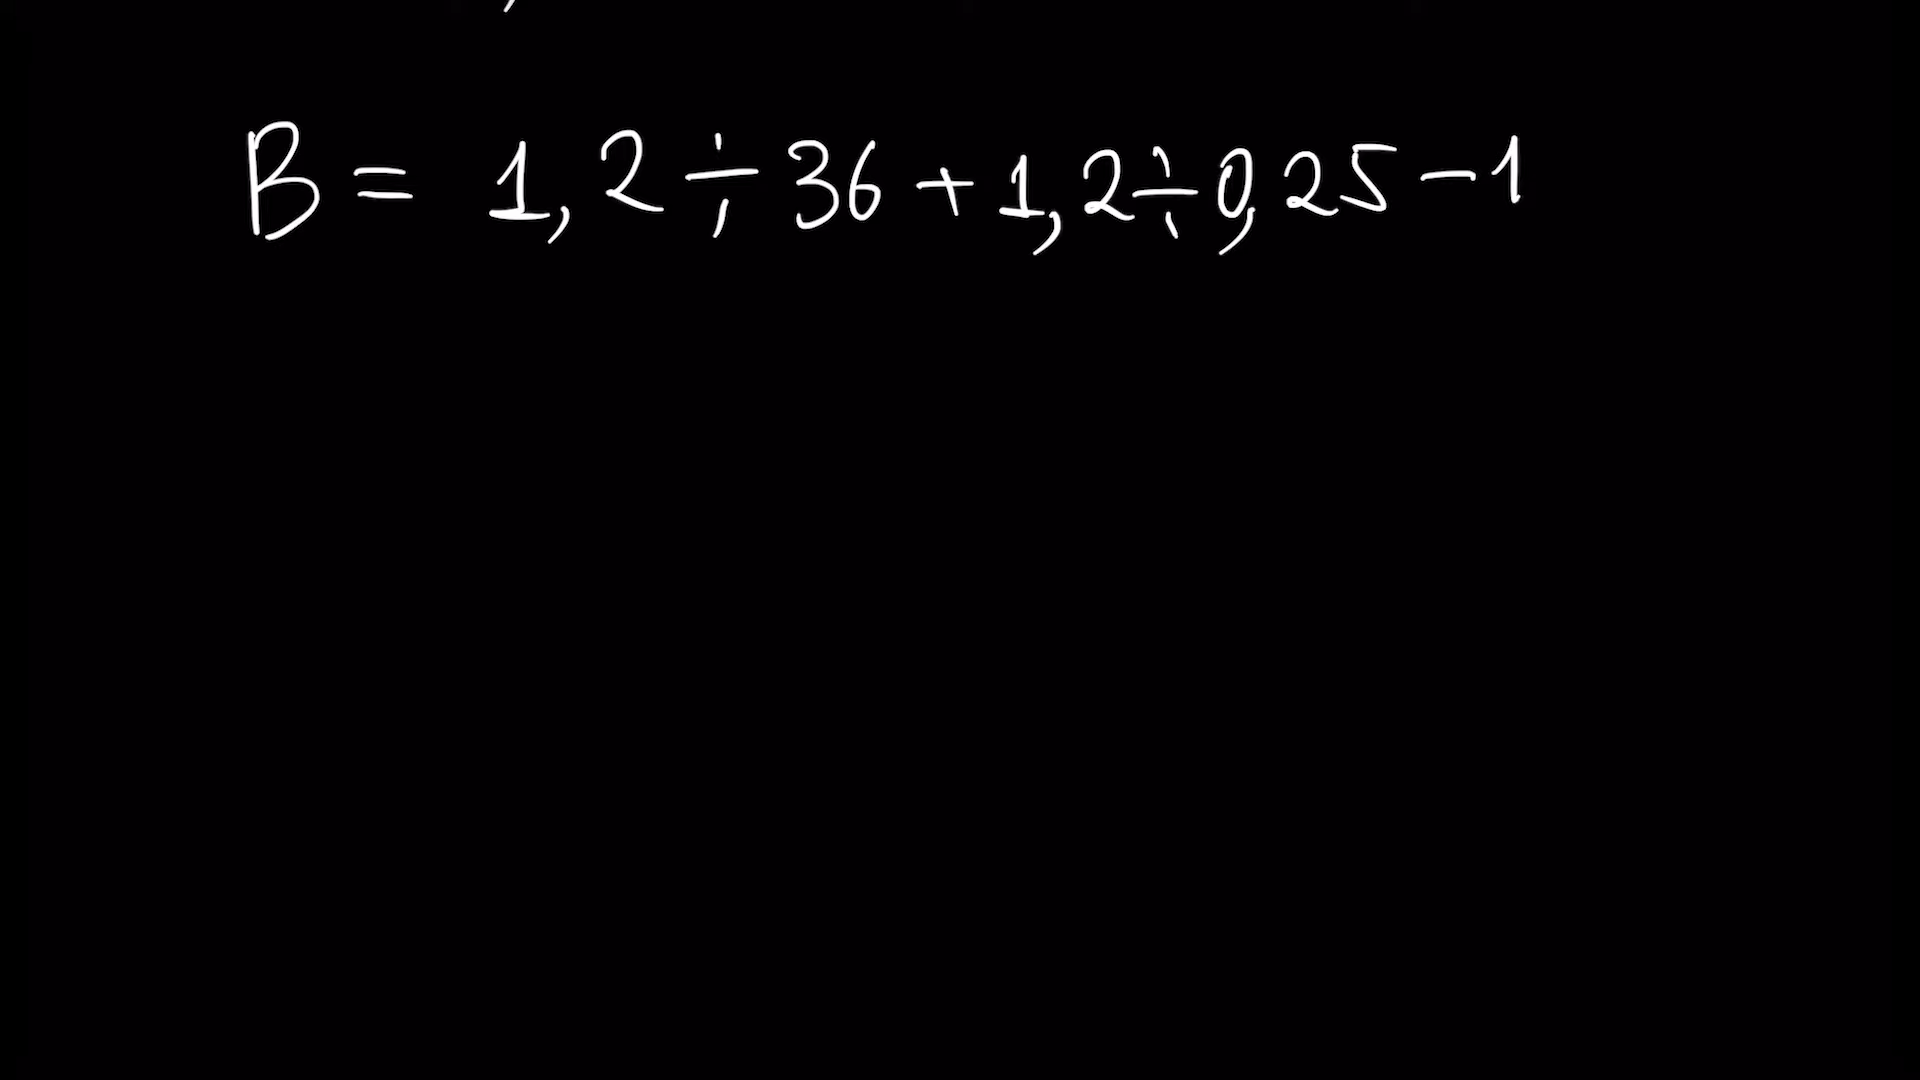 B = 1,2 ÷ 36 + 1,2 ÷ 0,25 - 1